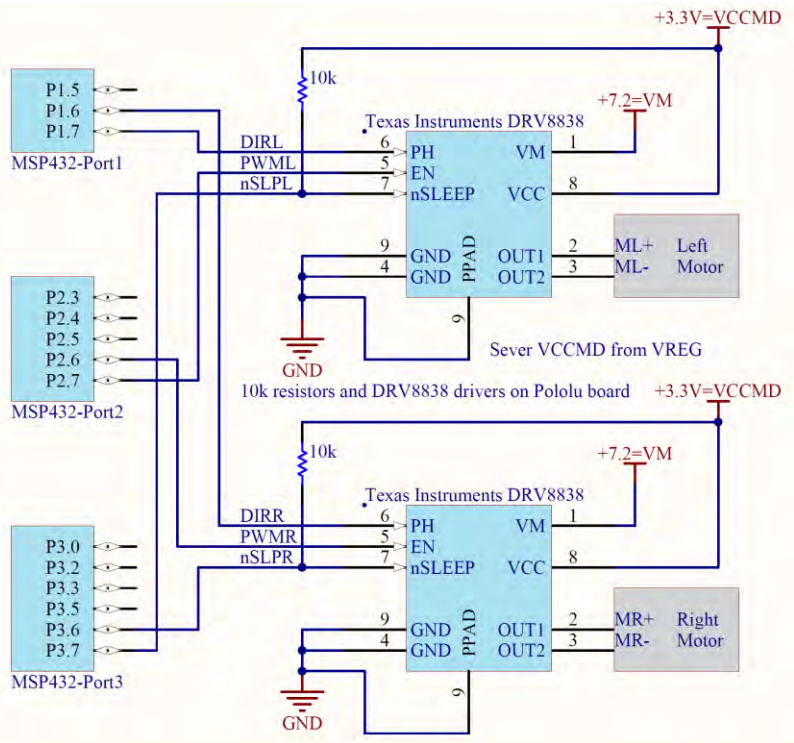 +3.3V=VCCMD
10k
+7.2=VM
P1.5
P1.6
P1.7
MSP432-Port1
Texas Instruments DRV8838
DIRL 6 PH VM 1
PWML 5 EN
nSLPL 7 nSLEEP VCC 8
9 GND OUT1 2 ML+ Left
4 GND OUT2 3 ML- Motor
PPAD
9
GND
P2.3
P2.4
P2.5
P2.6
P2.7
MSP432-Port2
Sever VCCMD from VREG
10k resistors and DRV8838 drivers on Pololu board
+3.3V=VCCMD
10k
+7.2=VM
Texas Instruments DRV8838
DIRR 6 PH VM 1
PWMR 5 EN
nSLPR 7 nSLEEP VCC 8
P3.0
P3.2
P3.3
P3.5
P3.6
P3.7
MSP432-Port3
9 GND OUT1 2 MR+ Right
4 GND OUT2 3 MR- Motor
PPAD
9
GND